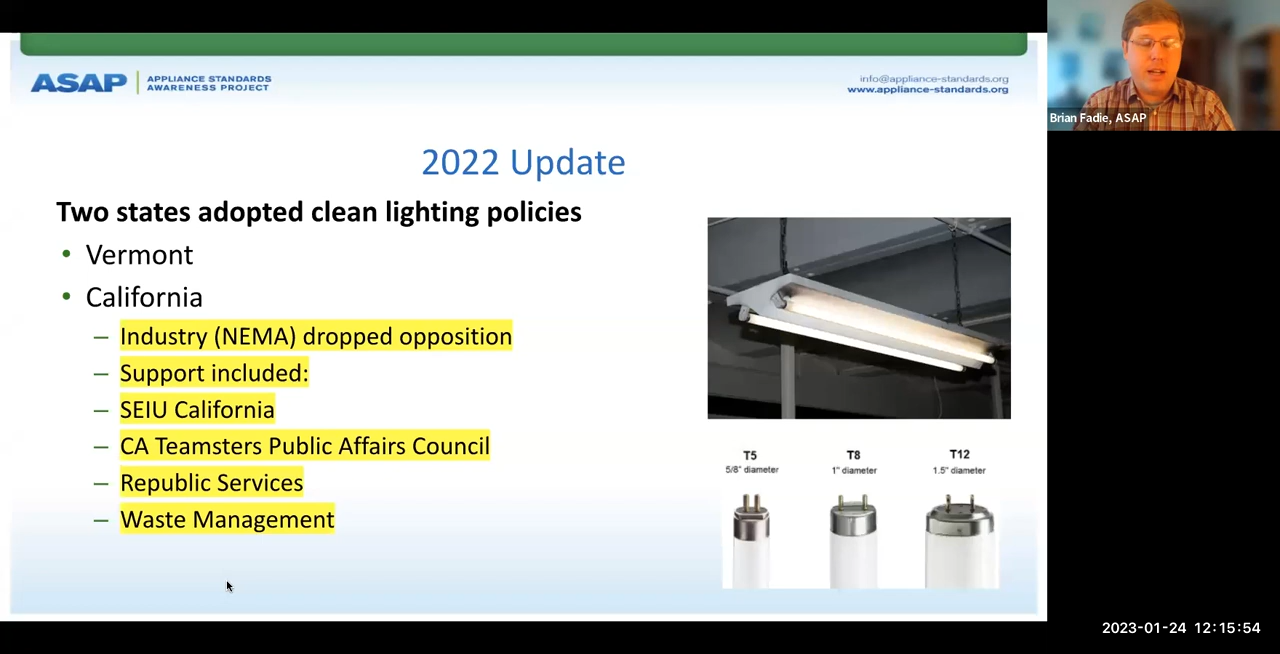 ASAP
APPLIANCE STANDARDS
AWARENESS PROJECT
info@appliance-standards.org
www.appliance-standards.org
Brian Fadie, ASAP
2022 Update
Two states adopted clean lighting policies
• Vermont
• California
– Industry (NEMA) dropped opposition
– Support included:
– SEIU California
– CA Teamsters Public Affairs Council
– Republic Services
– Waste Management
T5
5/8" diameter
T8
1" diameter
T12
1.5" diameter
2023-01-24 12:15:54